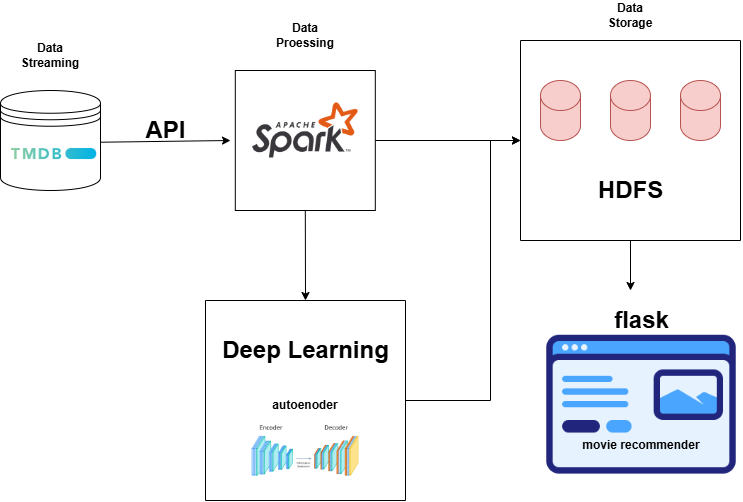 Data
Streaming
Data
Proessing
Data
Storage
TMDB
API
APACHE
Spark
TM
HDFS
Deep Learning
autoenoder
Encoder
Decoder
flask
movie recommender